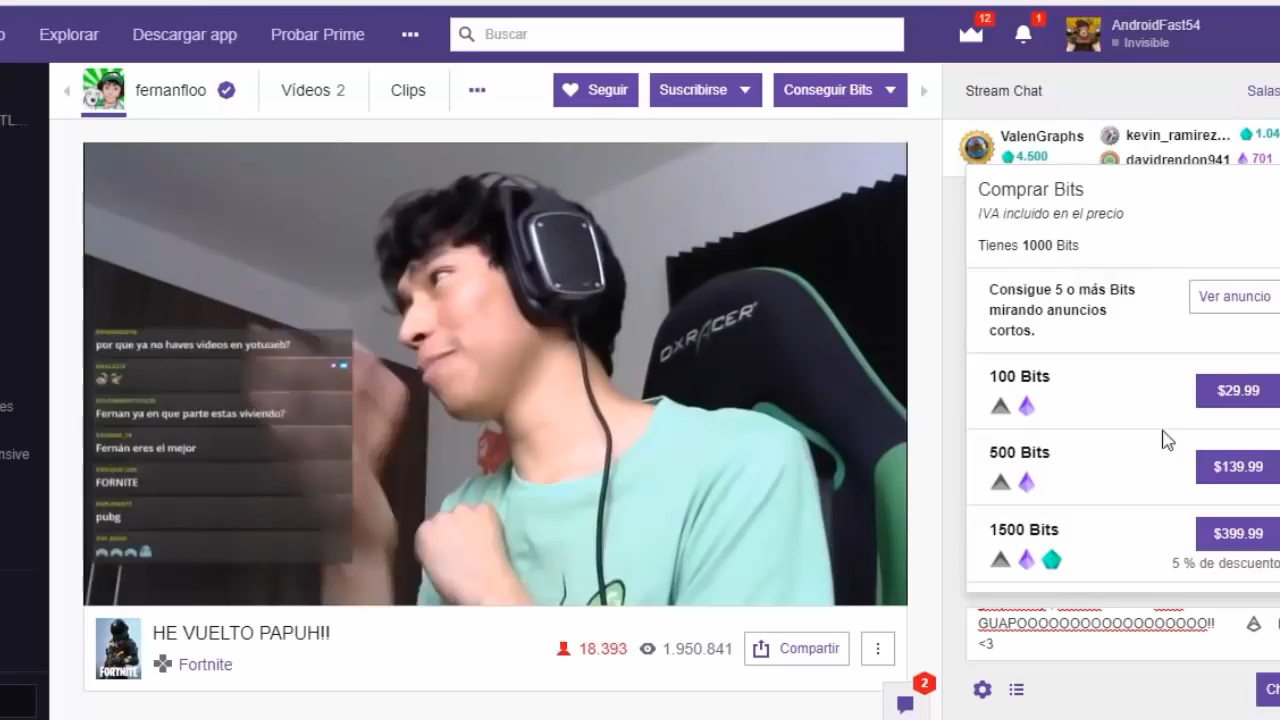 Explorar
Descargar app
Probar Prime
Buscar
12
1
AndroidFast54
Invisible
fernanfloo
Vídeos 2
Clips
Seguir
Suscribirse
Conseguir Bits
Stream Chat
Salas
ValenGraphs
4.500
kevin_ramirez...
1.04
davidrendon941
701
TL...
Comprar Bits
IVA incluido en el precio
Tienes 1000 Bits
Consigue 5 o más Bits
mirando anuncios
cortos.
Ver anuncio
100 Bits
$29.99
500 Bits
$139.99
1500 Bits
$399.99
5 % de descuento
DXRACER
por que ya no haves videos en yotuueb?
Fernan ya en que parte estas viviendo?
Fernán eres el mejor
FORNITE
pubg
HE VUELTO PAPUH!!
Fortnite
FORTNITE
18.393
1.950.841
Compartir
2
GUAPOOOOOOOOOOOOOOOOOO!!
<3